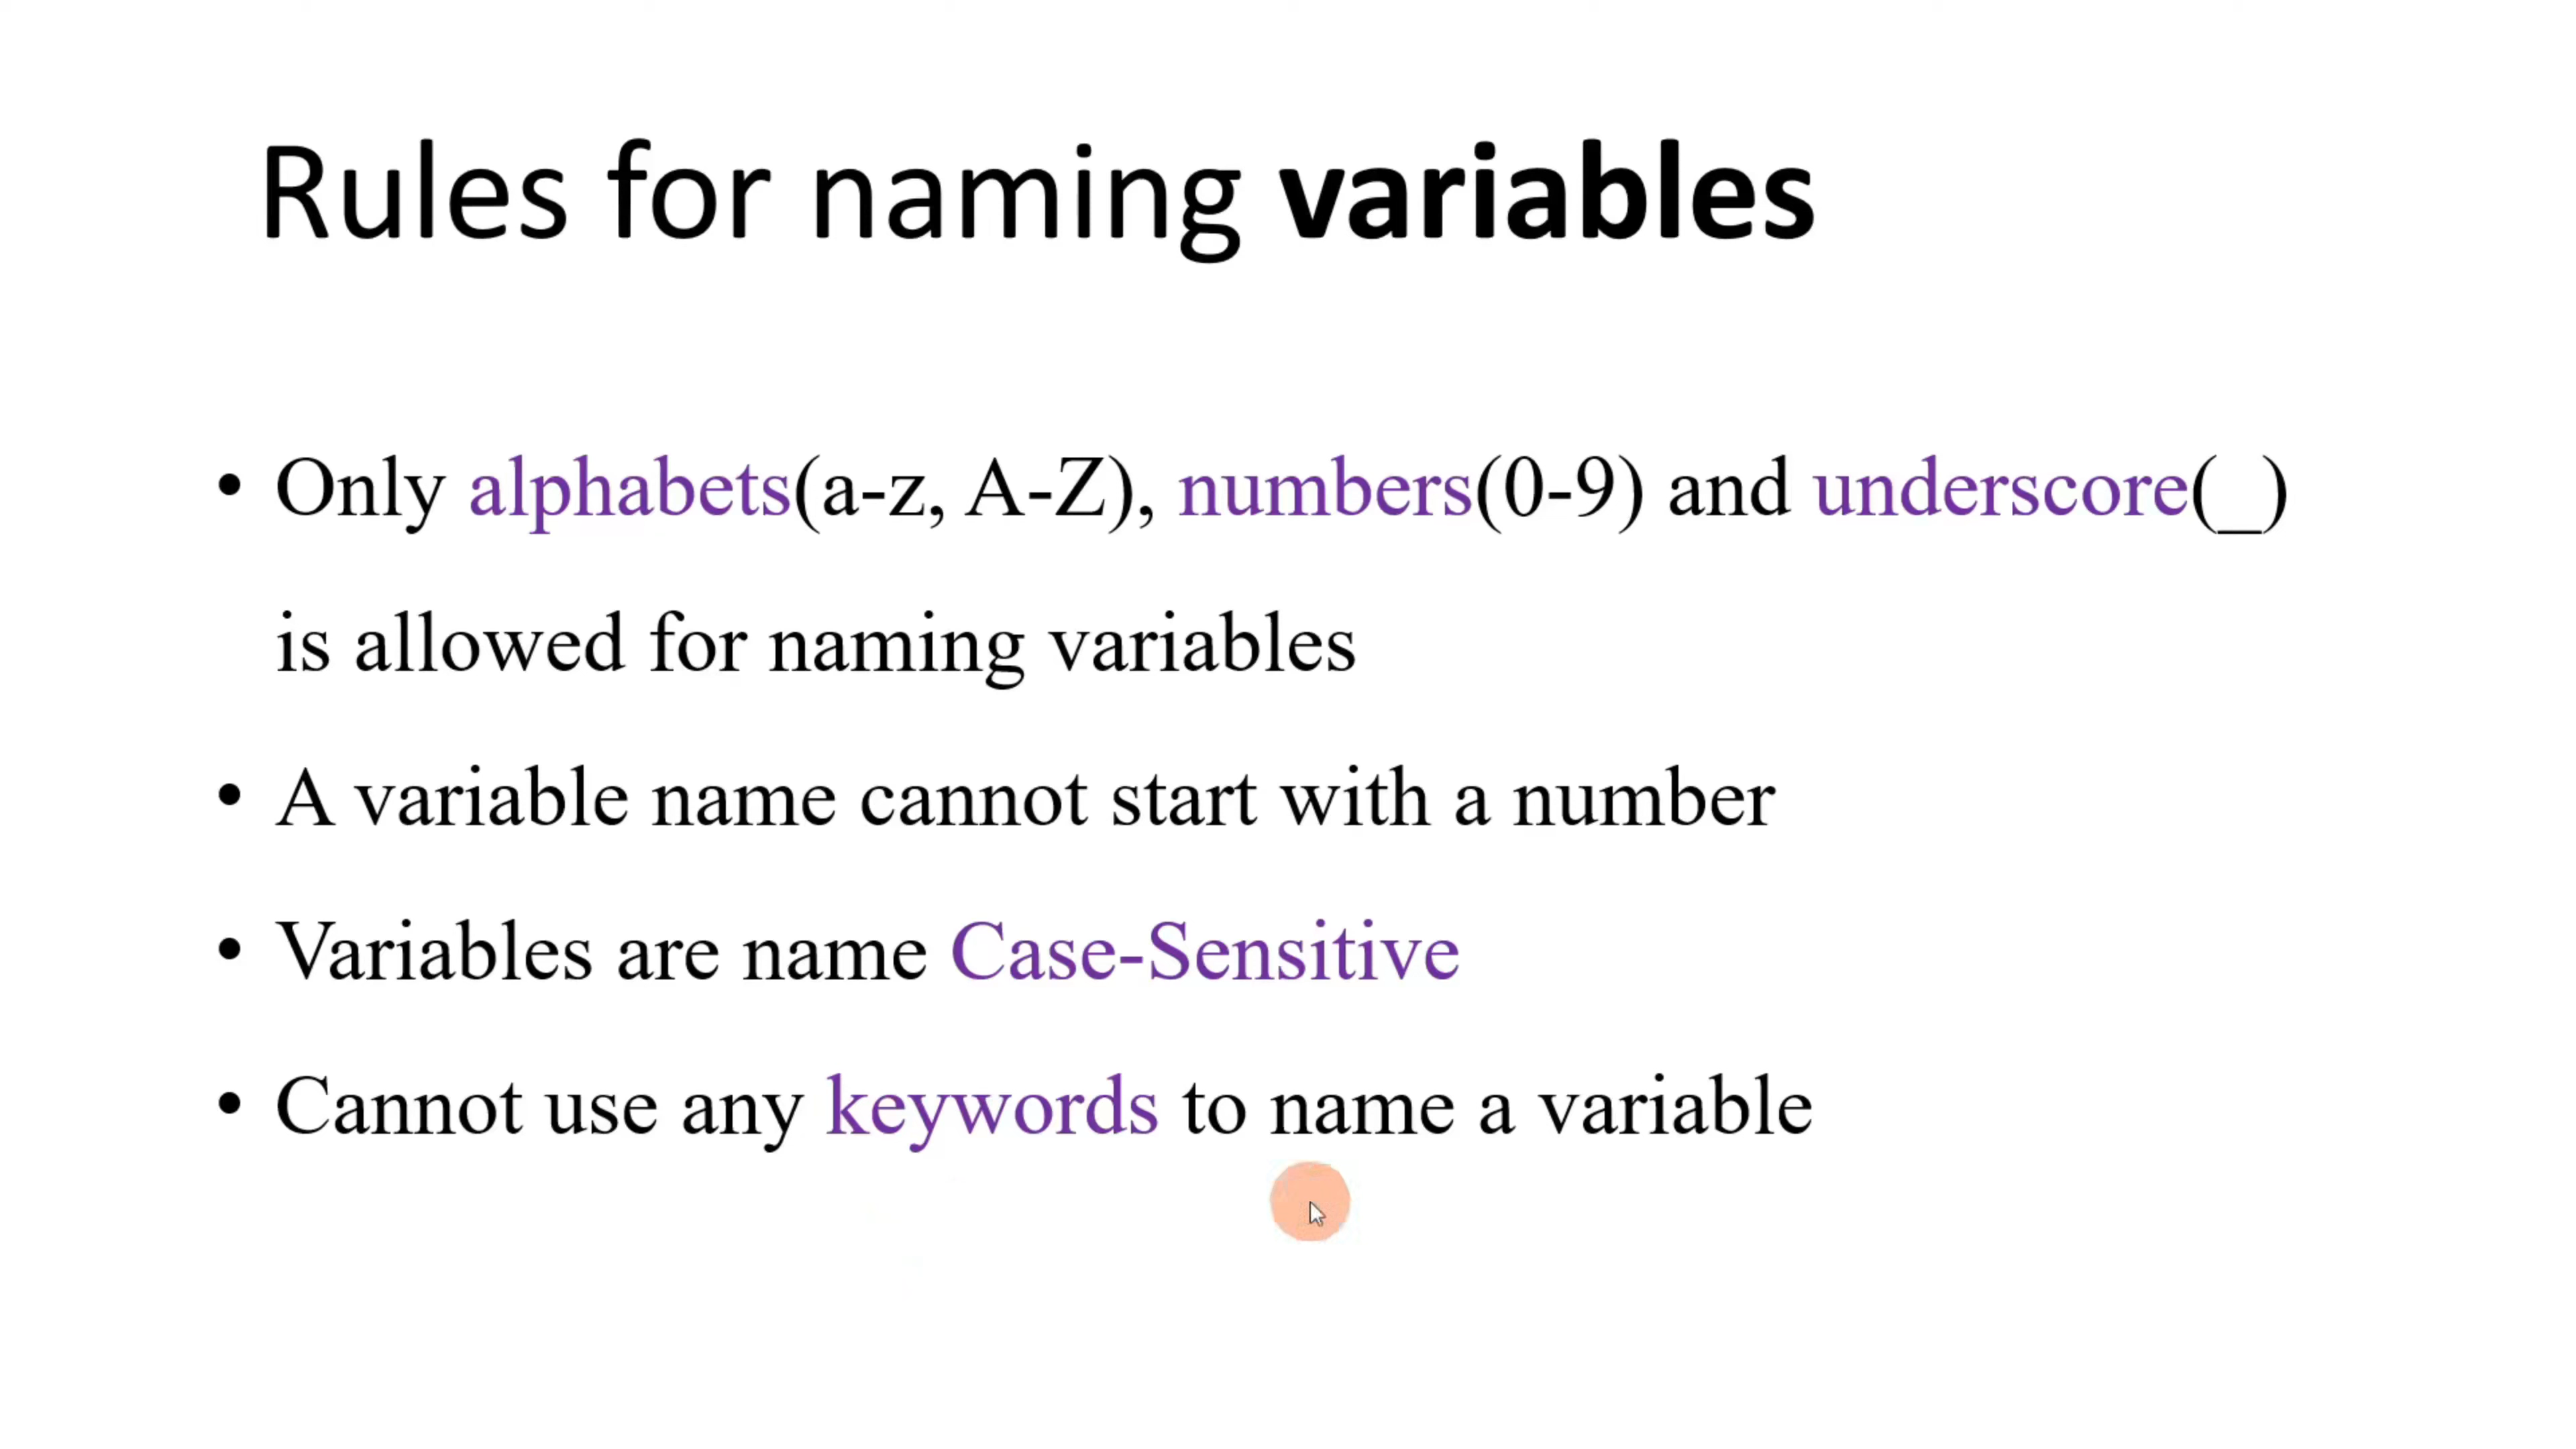 Rules for naming variables
• Only alphabets(a-z, A-Z), numbers(0-9) and underscore(_)
is allowed for naming variables
• A variable name cannot start with a number
• Variables are name Case-Sensitive
• Cannot use any keywords to name a variable